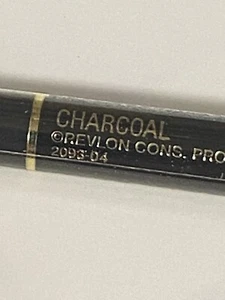 CHARCOAL
©REVLON CONS. PRO
2093-04